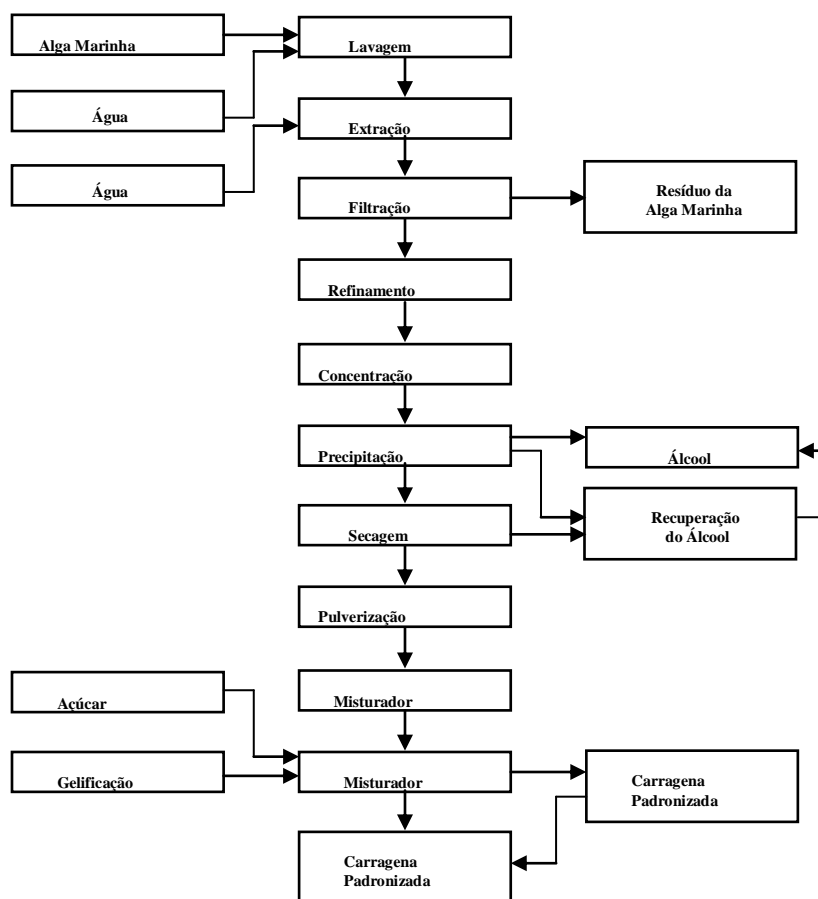 Alga Marinha
Lavagem
Água
Extração
Água
Filtração
Resíduo da
Alga Marinha
Refinamento
Concentração
Precipitação
Álcool
Secagem
Recuperação
do Álcool
Pulverização
Açúcar
Misturador
Gelificação
Misturador
Carragena
Padronizada
Carragena
Padronizada